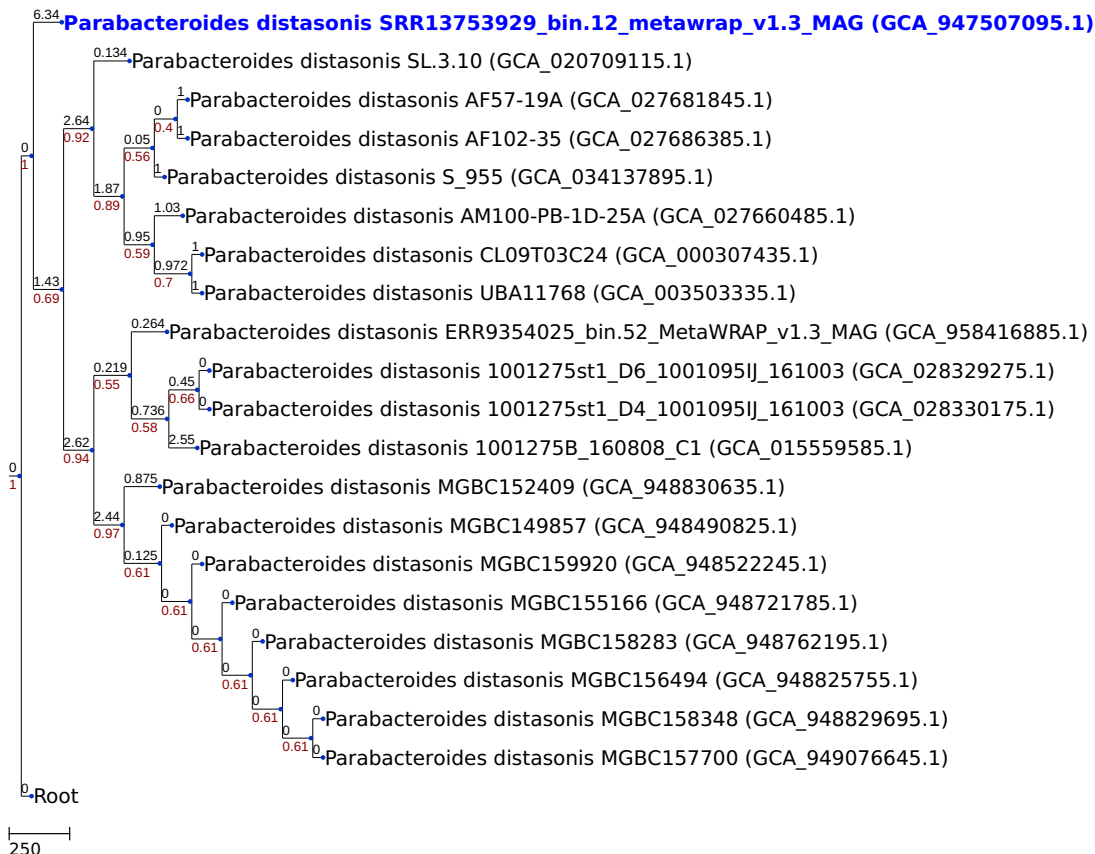 6.34 Parabacteroides distasonis SRR13753929_bin.12_metawrap_v1.3_MAG (GCA_947507095.1)
0.134 Parabacteroides distasonis SL.3.10 (GCA_020709115.1)
1 Parabacteroides distasonis AF57-19A (GCA_027681845.1)
0
0.4
2.64
0.92
1 Parabacteroides distasonis AF102-35 (GCA_027686385.1)
0.05
0.56
0
1
1 Parabacteroides distasonis S_955 (GCA_034137895.1)
1.87
0.89
1.03 Parabacteroides distasonis AM100-PB-1D-25A (GCA_027660485.1)
0.95
0.59
1 Parabacteroides distasonis CL09T03C24 (GCA_000307435.1)
0.972
0.7
1.43
0.69
1 Parabacteroides distasonis UBA11768 (GCA_003503335.1)
0.264 Parabacteroides distasonis ERR9354025_bin.52_MetaWRAP_v1.3_MAG (GCA_958416885.1)
0 Parabacteroides distasonis 1001275st1_D6_1001095IJ_161003 (GCA_028329275.1)
0.219
0.55
0.45
0.66
0 Parabacteroides distasonis 1001275st1_D4_1001095IJ_161003 (GCA_028330175.1)
0.736
0.58
2.55 Parabacteroides distasonis 1001275B_160808_C1 (GCA_015559585.1)
2.62
0.94
0
1
0.875 Parabacteroides distasonis MGBC152409 (GCA_948830635.1)
2.44
0.97
0 Parabacteroides distasonis MGBC149857 (GCA_948490825.1)
0.125
0.61
0 Parabacteroides distasonis MGBC159920 (GCA_948522245.1)
0
0.61
0 Parabacteroides distasonis MGBC155166 (GCA_948721785.1)
0
0.61
0 Parabacteroides distasonis MGBC158283 (GCA_948762195.1)
0
0.61
0 Parabacteroides distasonis MGBC156494 (GCA_948825755.1)
0
0.61
0 Parabacteroides distasonis MGBC158348 (GCA_948829695.1)
0
0.61
0 Parabacteroides distasonis MGBC157700 (GCA_949076645.1)
0 Root
250